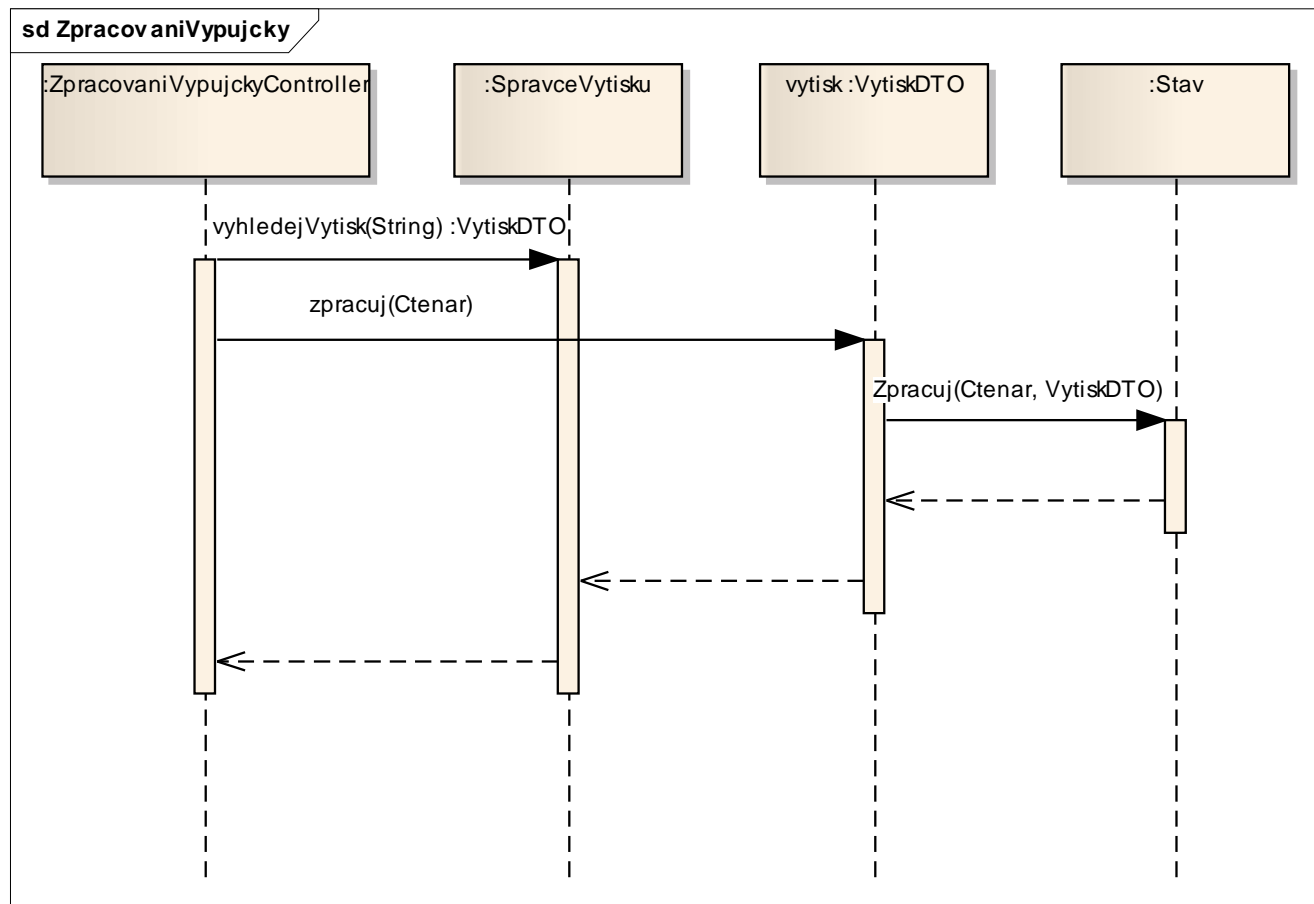 sd ZpracovaniVypujcky
:ZpracovaniVypujckyController
:SpravceVytisku
vytisk :VytiskDTO
:Stav
vyhledejVytisk(String) :VytiskDTO
zpracuj(Ctenar)
Zpracuj(Ctenar, VytiskDTO)